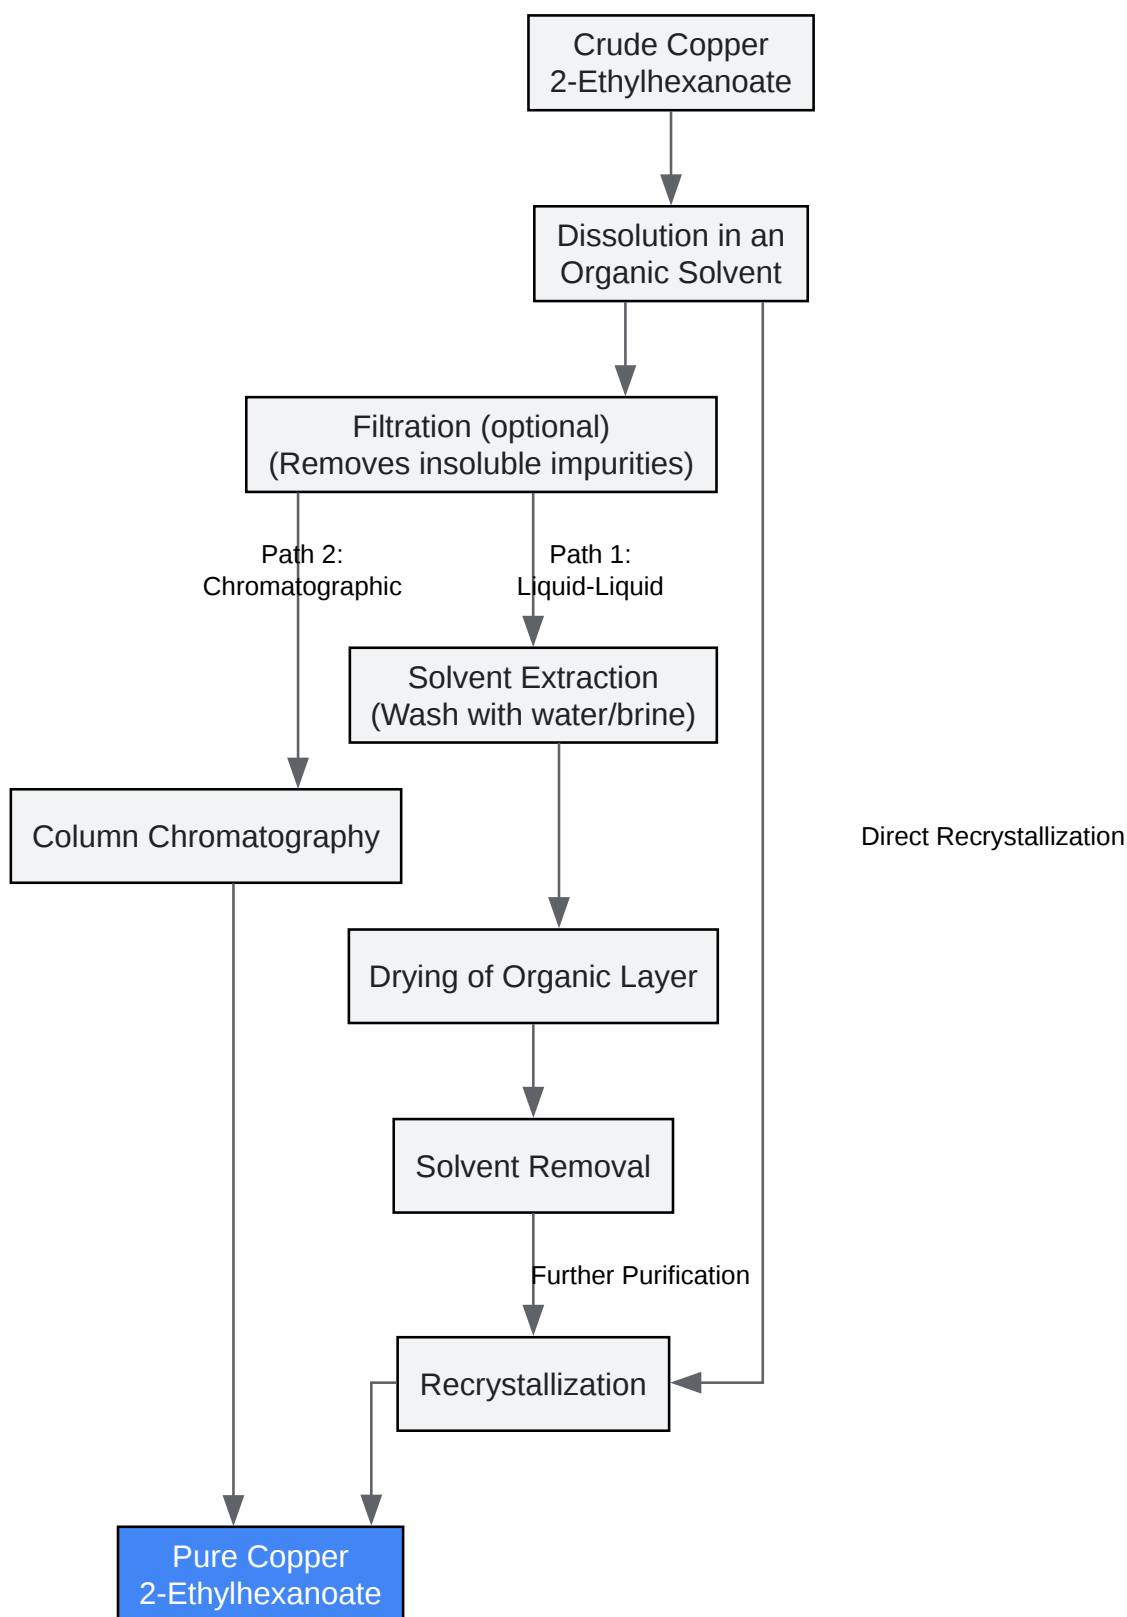 Crude Copper
2-Ethylhexanoate
Dissolution in an
Organic Solvent
Filtration (optional)
(Removes insoluble impurities)
Path 2:
Chromatographic
Path 1:
Liquid-Liquid
Solvent Extraction
(Wash with water/brine)
Column Chromatography
Direct Recrystallization
Drying of Organic Layer
Solvent Removal
Further Purification
Recrystallization
Pure Copper
2-Ethylhexanoate